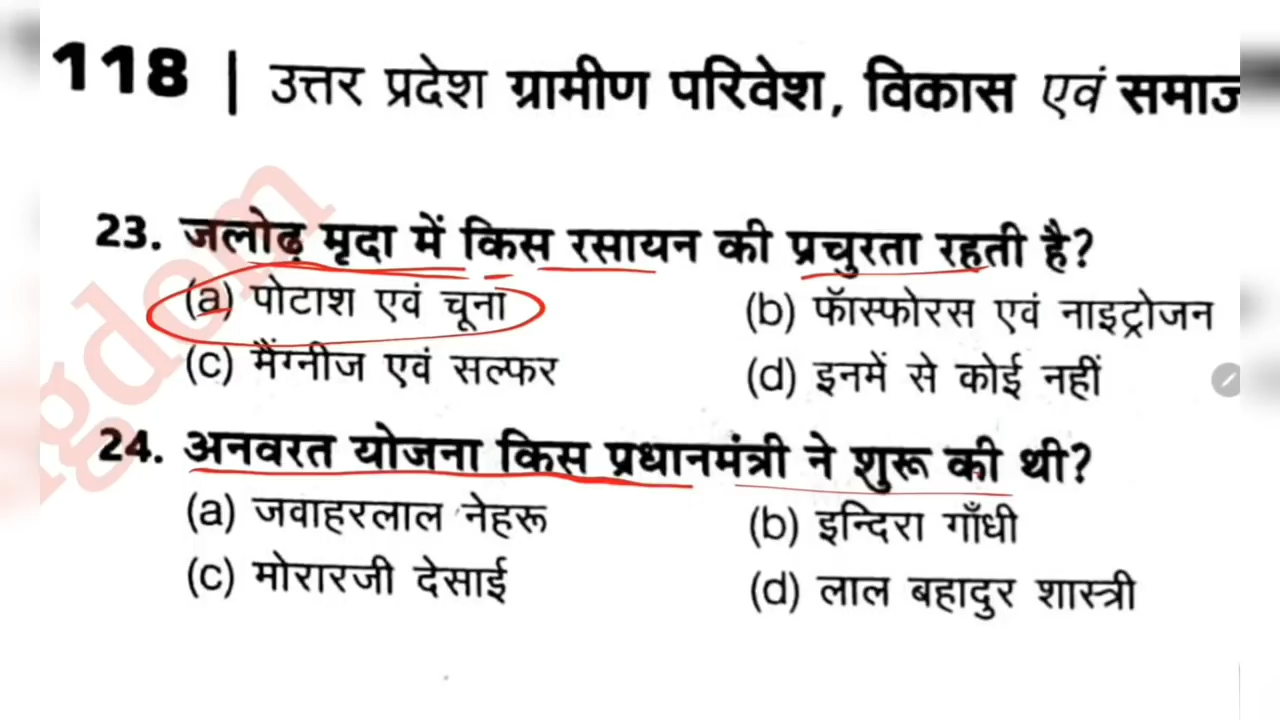 118 | उत्तर प्रदेश ग्रामीण परिवेश, विकास एवं समाज
23. जलोढ़ मृदा में किस रसायन की प्रचुरता रहती है?
(a) पोटाश एवं चूना (b) फॉस्फोरस एवं नाइट्रोजन
(c) मैंग्नीज एवं सल्फर (d) इनमें से कोई नहीं
24. अनवरत योजना किस प्रधानमंत्री ने शुरू की थी?
(a) जवाहरलाल नेहरू (b) इन्दिरा गाँधी
(c) मोरारजी देसाई (d) लाल बहादुर शास्त्री